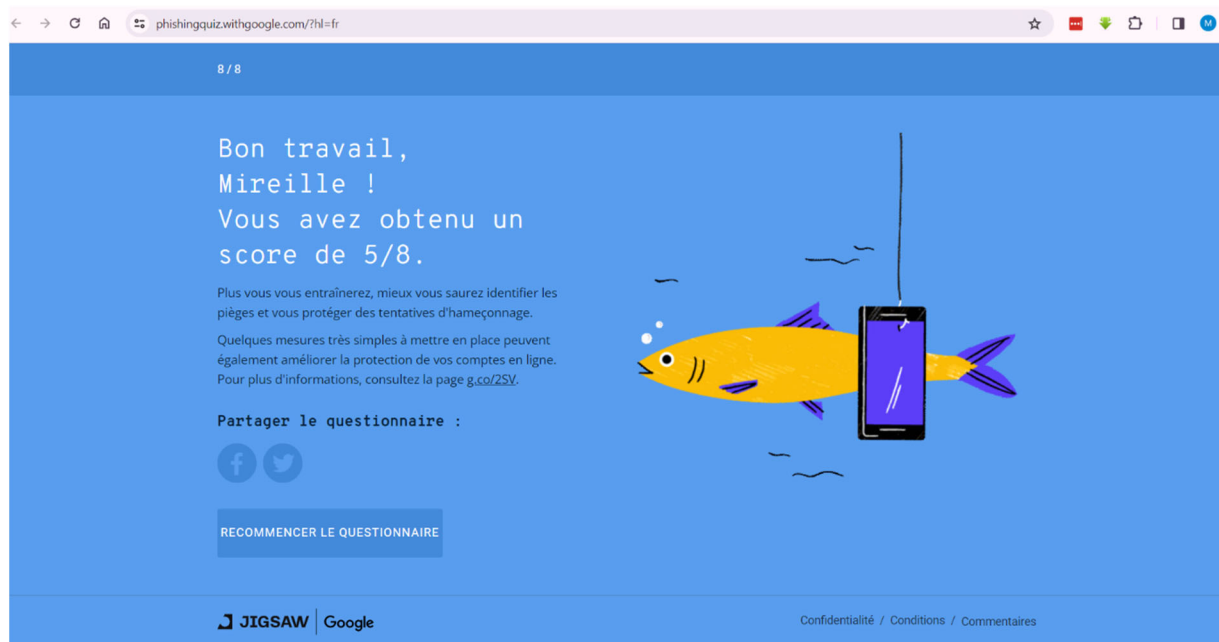 phishingquiz.withgoogle.com/?hl=fr
M
8 / 8
Bon travail,
Mireille !
Vous avez obtenu un
score de 5/8.
Plus vous vous entraînerez, mieux vous saurez identifier les
pièges et vous protéger des tentatives d'hameçonnage.
Quelques mesures très simples à mettre en place peuvent
également améliorer la protection de vos comptes en ligne.
Pour plus d'informations, consultez la page g.co/2SV.
Partager le questionnaire :
RECOMMENCER LE QUESTIONNAIRE
JIGSAW | Google
Confidentialité / Conditions / Commentaires